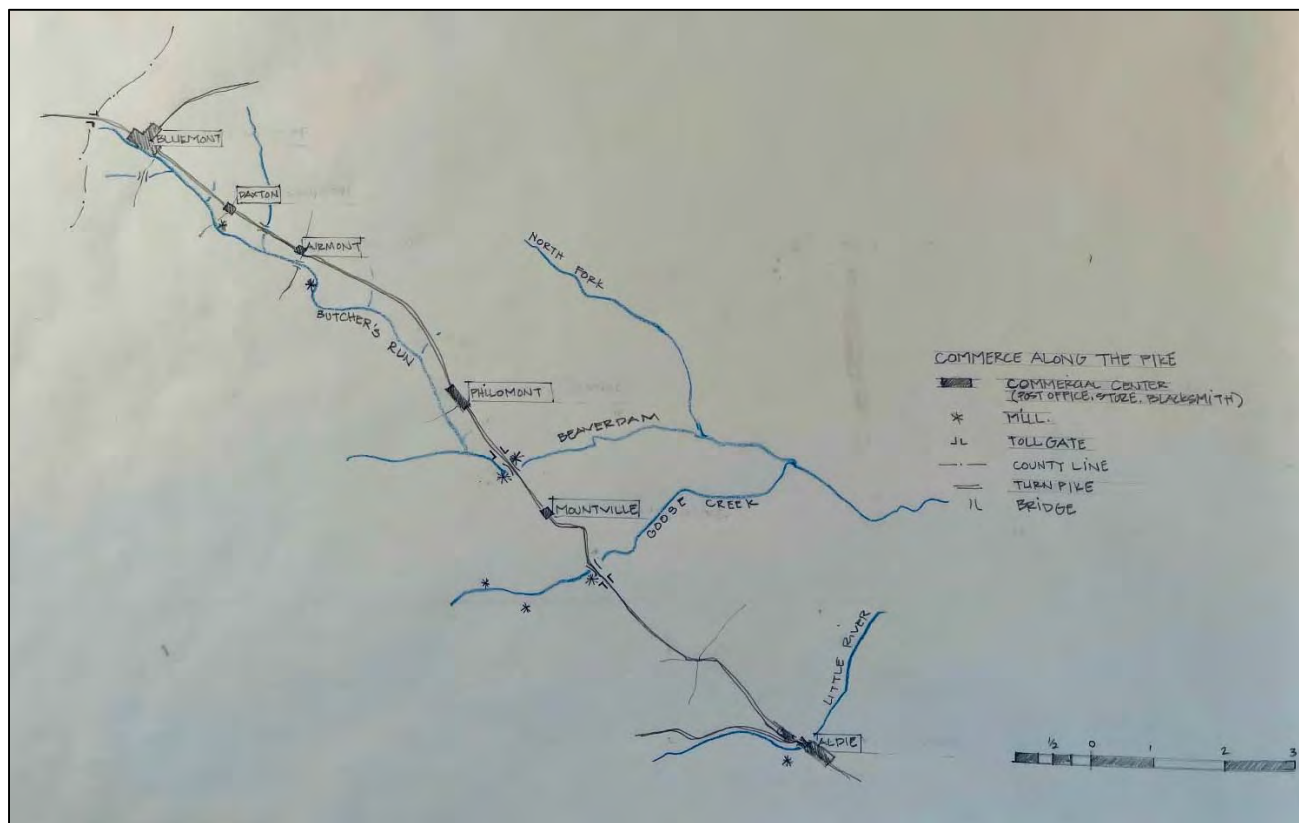 BLUEMONT
PAXTON
AIRMONT
NORTH FORK
BUTCHER'S RUN
PHILOMONT
BEAVERDAM
MOUNTVILLE
GOOSE CREEK
LITTLE RIVER
ALDIE
COMMERCE ALONG THE PIKE
COMMERCIAL CENTER
(POST OFFICE, STORE, BLACKSMITH)
MILL.
TOLLGATE
COUNTY LINE
TURNPIKE
BRIDGE
1/2 0 1 2 3